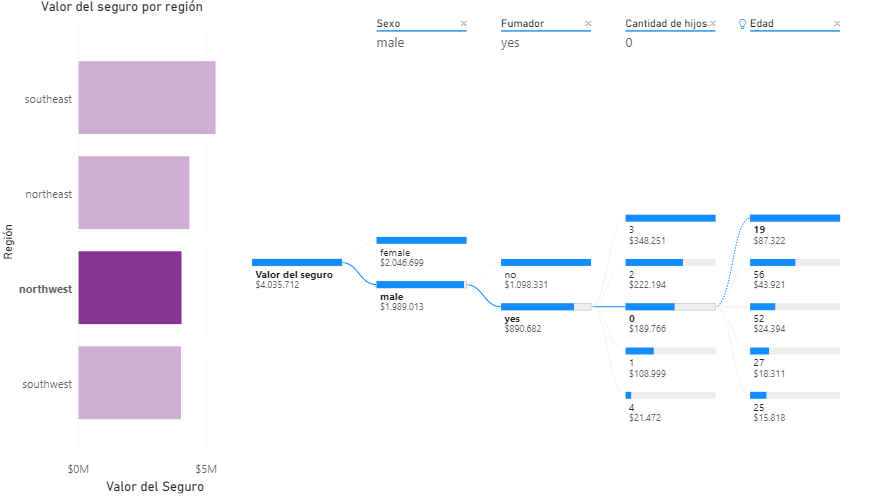 Valor del seguro por región
Región
southeast
northeast
northwest
southwest
$0M
$5M
Valor del Seguro
Sexo
male
Fumador
yes
Cantidad de hijos
0
Edad
Valor del seguro
$4.035.712
female
$2.046.699
male
$1.989.013
no
$1.098.331
yes
$890.682
3
$348.251
2
$222.194
0
$189.766
1
$108.999
4
$21.472
19
$87.322
56
$43.921
52
$24.394
27
$18.311
25
$15.818